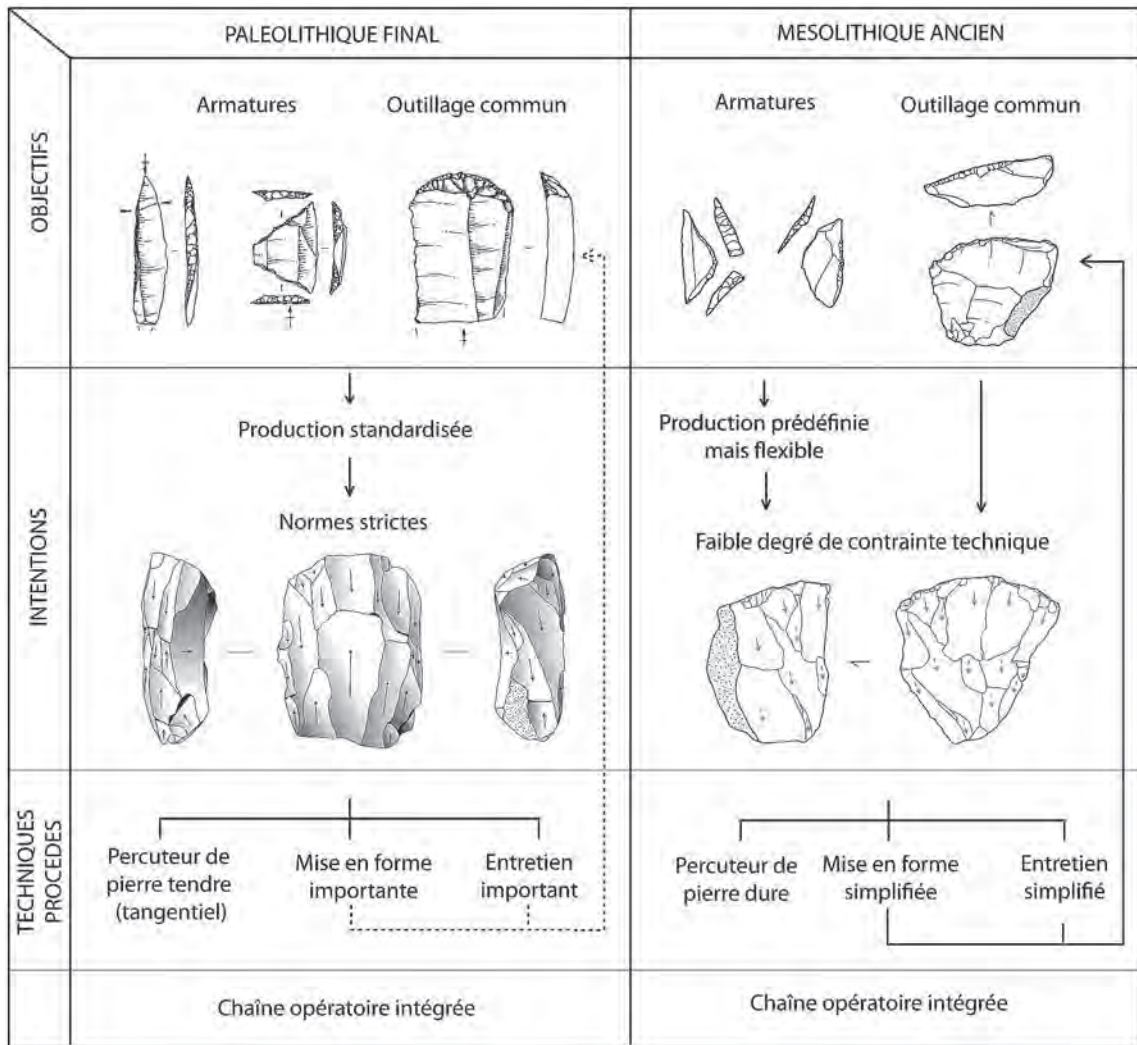 PALEOLITHIQUE FINAL
MESOLITHIQUE ANCIEN
OBJECTIFS
Armatures
Outillage commun
Armatures
Outillage commun
INTENTIONS
Production standardisée
Normes strictes
Production prédéfinie
mais flexible
Faible degré de contrainte technique
TECHNIQUES
PROCEDES
Percuteur de
pierre tendre
(tangentiel)
Mise en forme
importante
Entretien
important
Percuteur de
pierre dure
Mise en forme
simplifiée
Entretien
simplifié
Chaîne opératoire intégrée
Chaîne opératoire intégrée